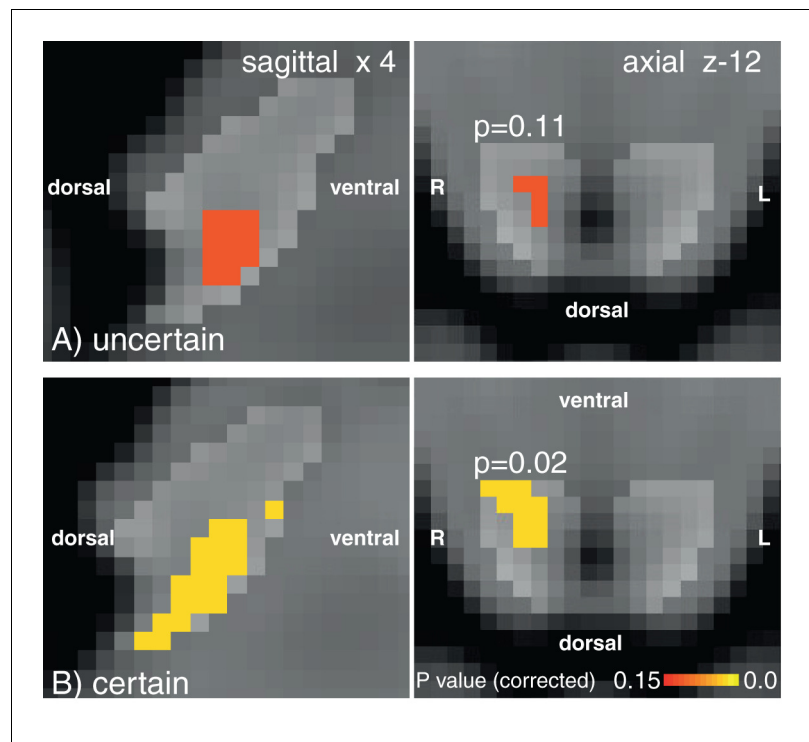 sagittal x 4
dorsal
ventral
A) uncertain
axial z-12
p=0.11
R
L
dorsal
dorsal
ventral
B) certain
ventral
p=0.02
R
L
dorsal
P value (corrected) 0.15 0.0